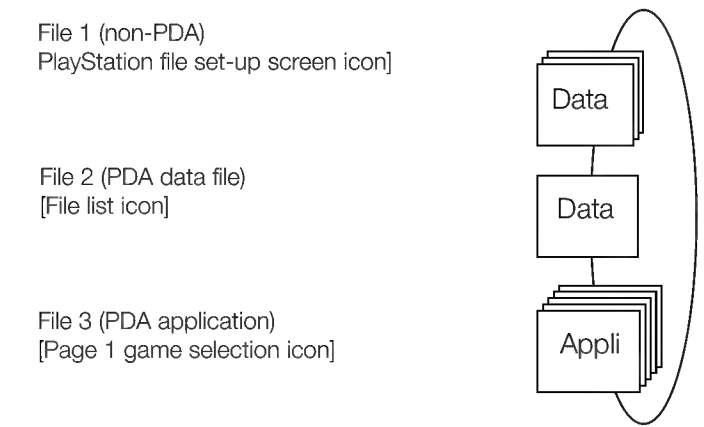 File 1 (non-PDA)
PlayStation file set-up screen icon]
Data
File 2 (PDA data file)
[File list icon]
Data
File 3 (PDA application)
[Page 1 game selection icon]
Appli